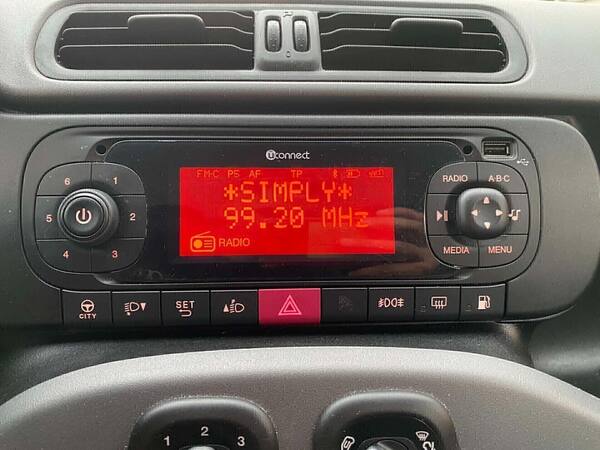 uconnect
FM-C P5 AF TP
*SIMPLY*
99.20 MHz
RADIO
6 1
5 2
4 3
RADIO A-B-C
MEDIA MENU
CITY
SET
1 2 3